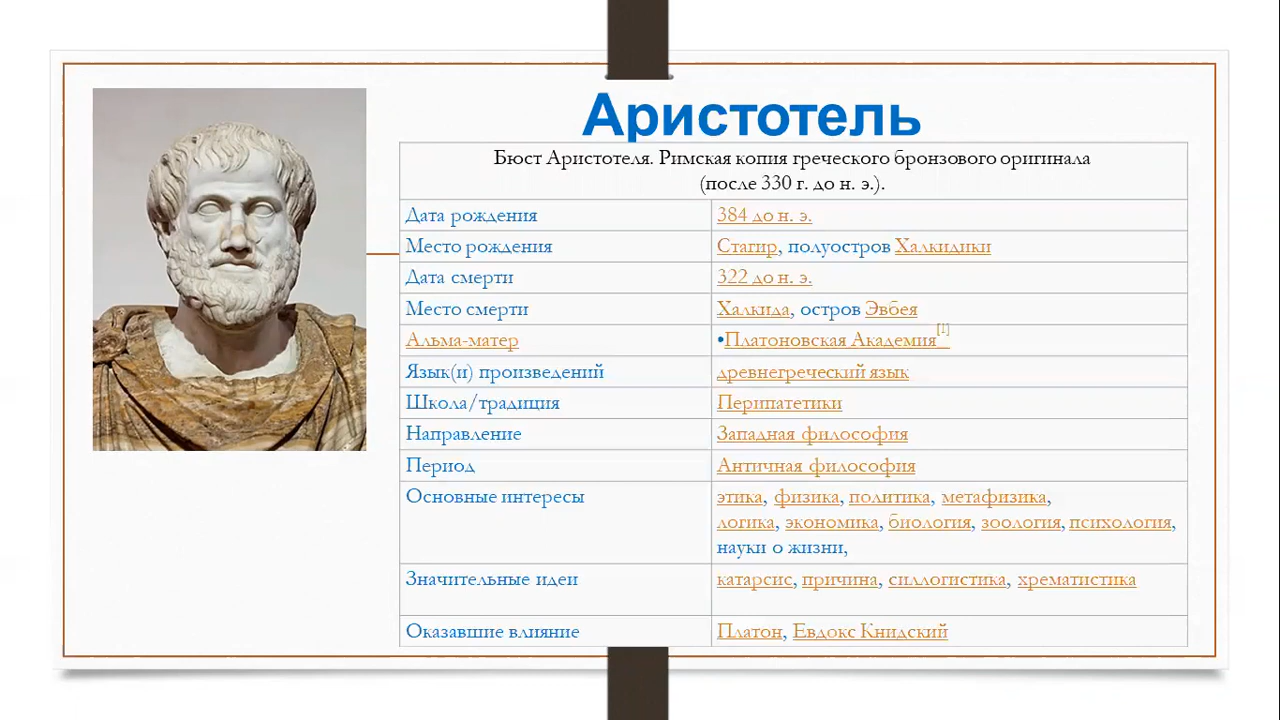 Аристотель
Бюст Аристотеля. Римская копия греческого бронзового оригинала
(после 330 г. до н. э.).
Дата рождения 384 до н. э.
Место рождения Стагир, полуостров Халкидики
Дата смерти 322 до н. э.
Место смерти Халкида, остров Эвбея
Альма-матер •Платоновская Академия[1]
Язык(и) произведений древнегреческий язык
Школа/традиция Перипатетики
Направление Западная философия
Период Античная философия
Основные интересы этика, физика, политика, метафизика,
логика, экономика, биология, зоология, психология,
науки о жизни,
Значительные идеи катарсис, причина, силлогистика, хрематистика
Оказавшие влияние Платон, Евдокс Книдский